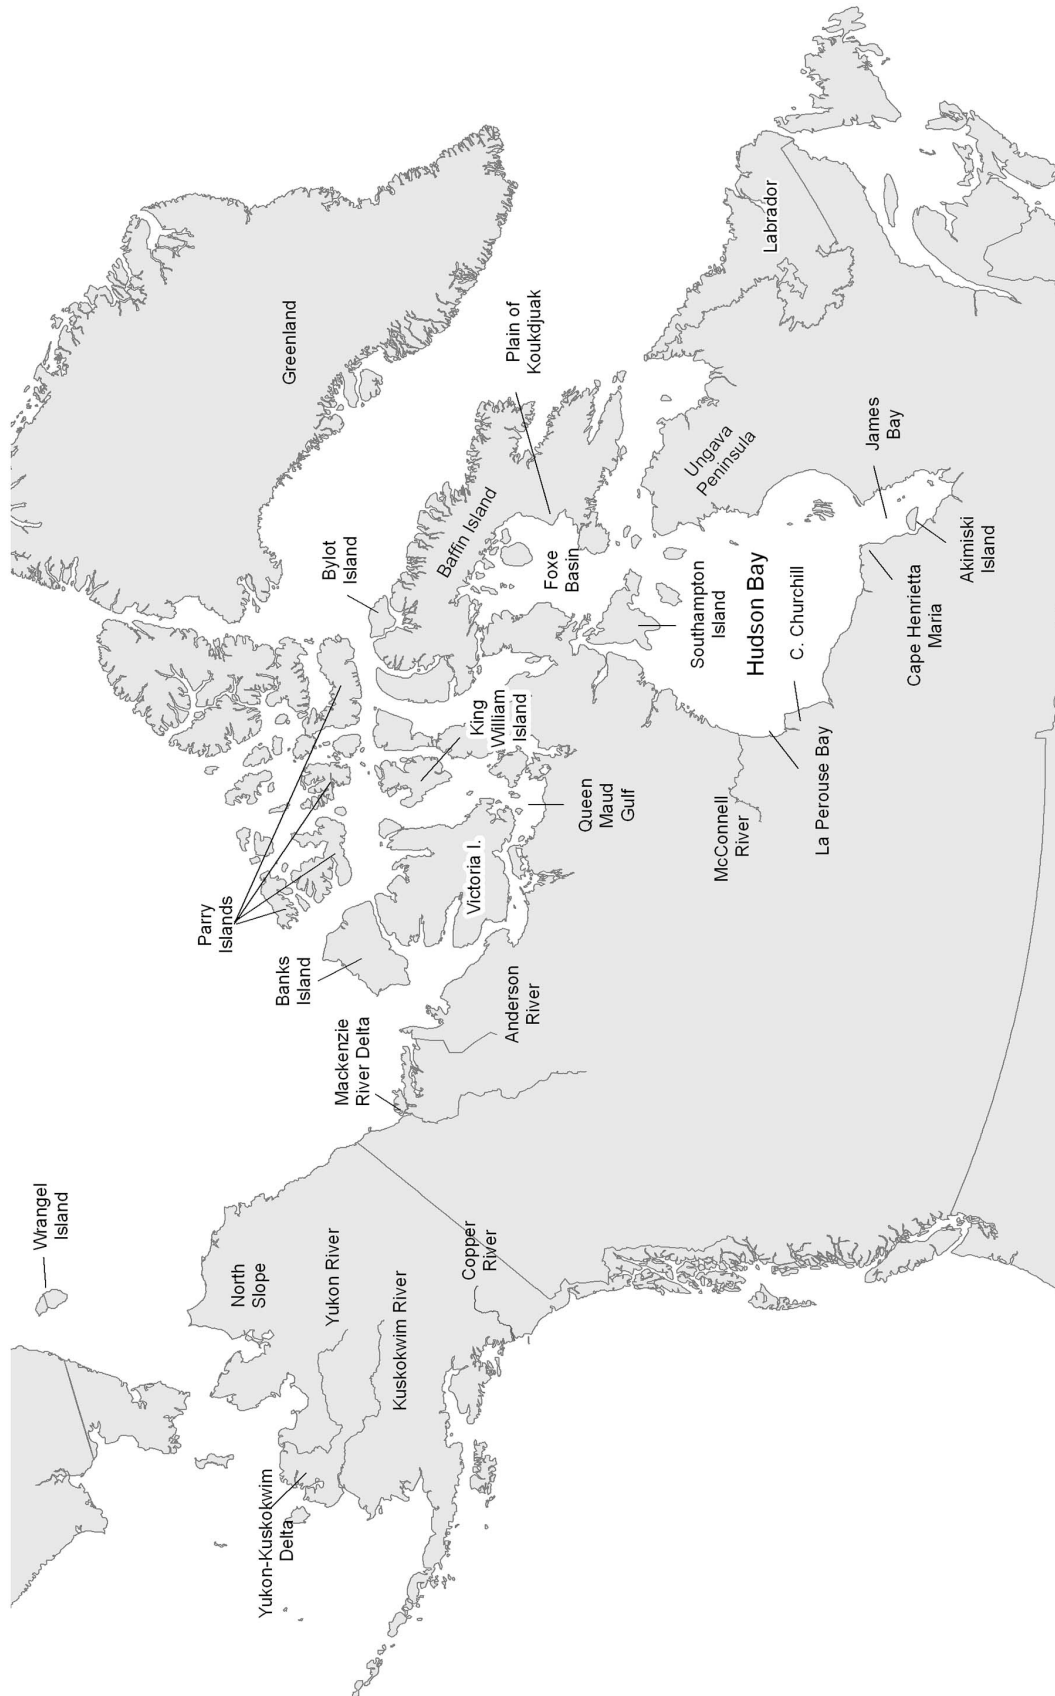 Wrangel
Island
North
Slope
Yukon River
Kuskokwim River
Yukon-Kuskokwim
Delta
Copper
River
Mackenzie
River Delta
Anderson
River
Banks
Island
Parry
Islands
Victoria I.
Queen
Maud
Gulf
King
William
Island
Bylot
Island
Baffin Island
Greenland
Foxe
Basin
Plain of
Koukdjuak
Southampton
Island
Hudson Bay
C. Churchill
La Perouse Bay
McConnell
River
Cape Henrietta
Maria
Akimiski
Island
James
Bay
Ungava
Peninsula
Labrador